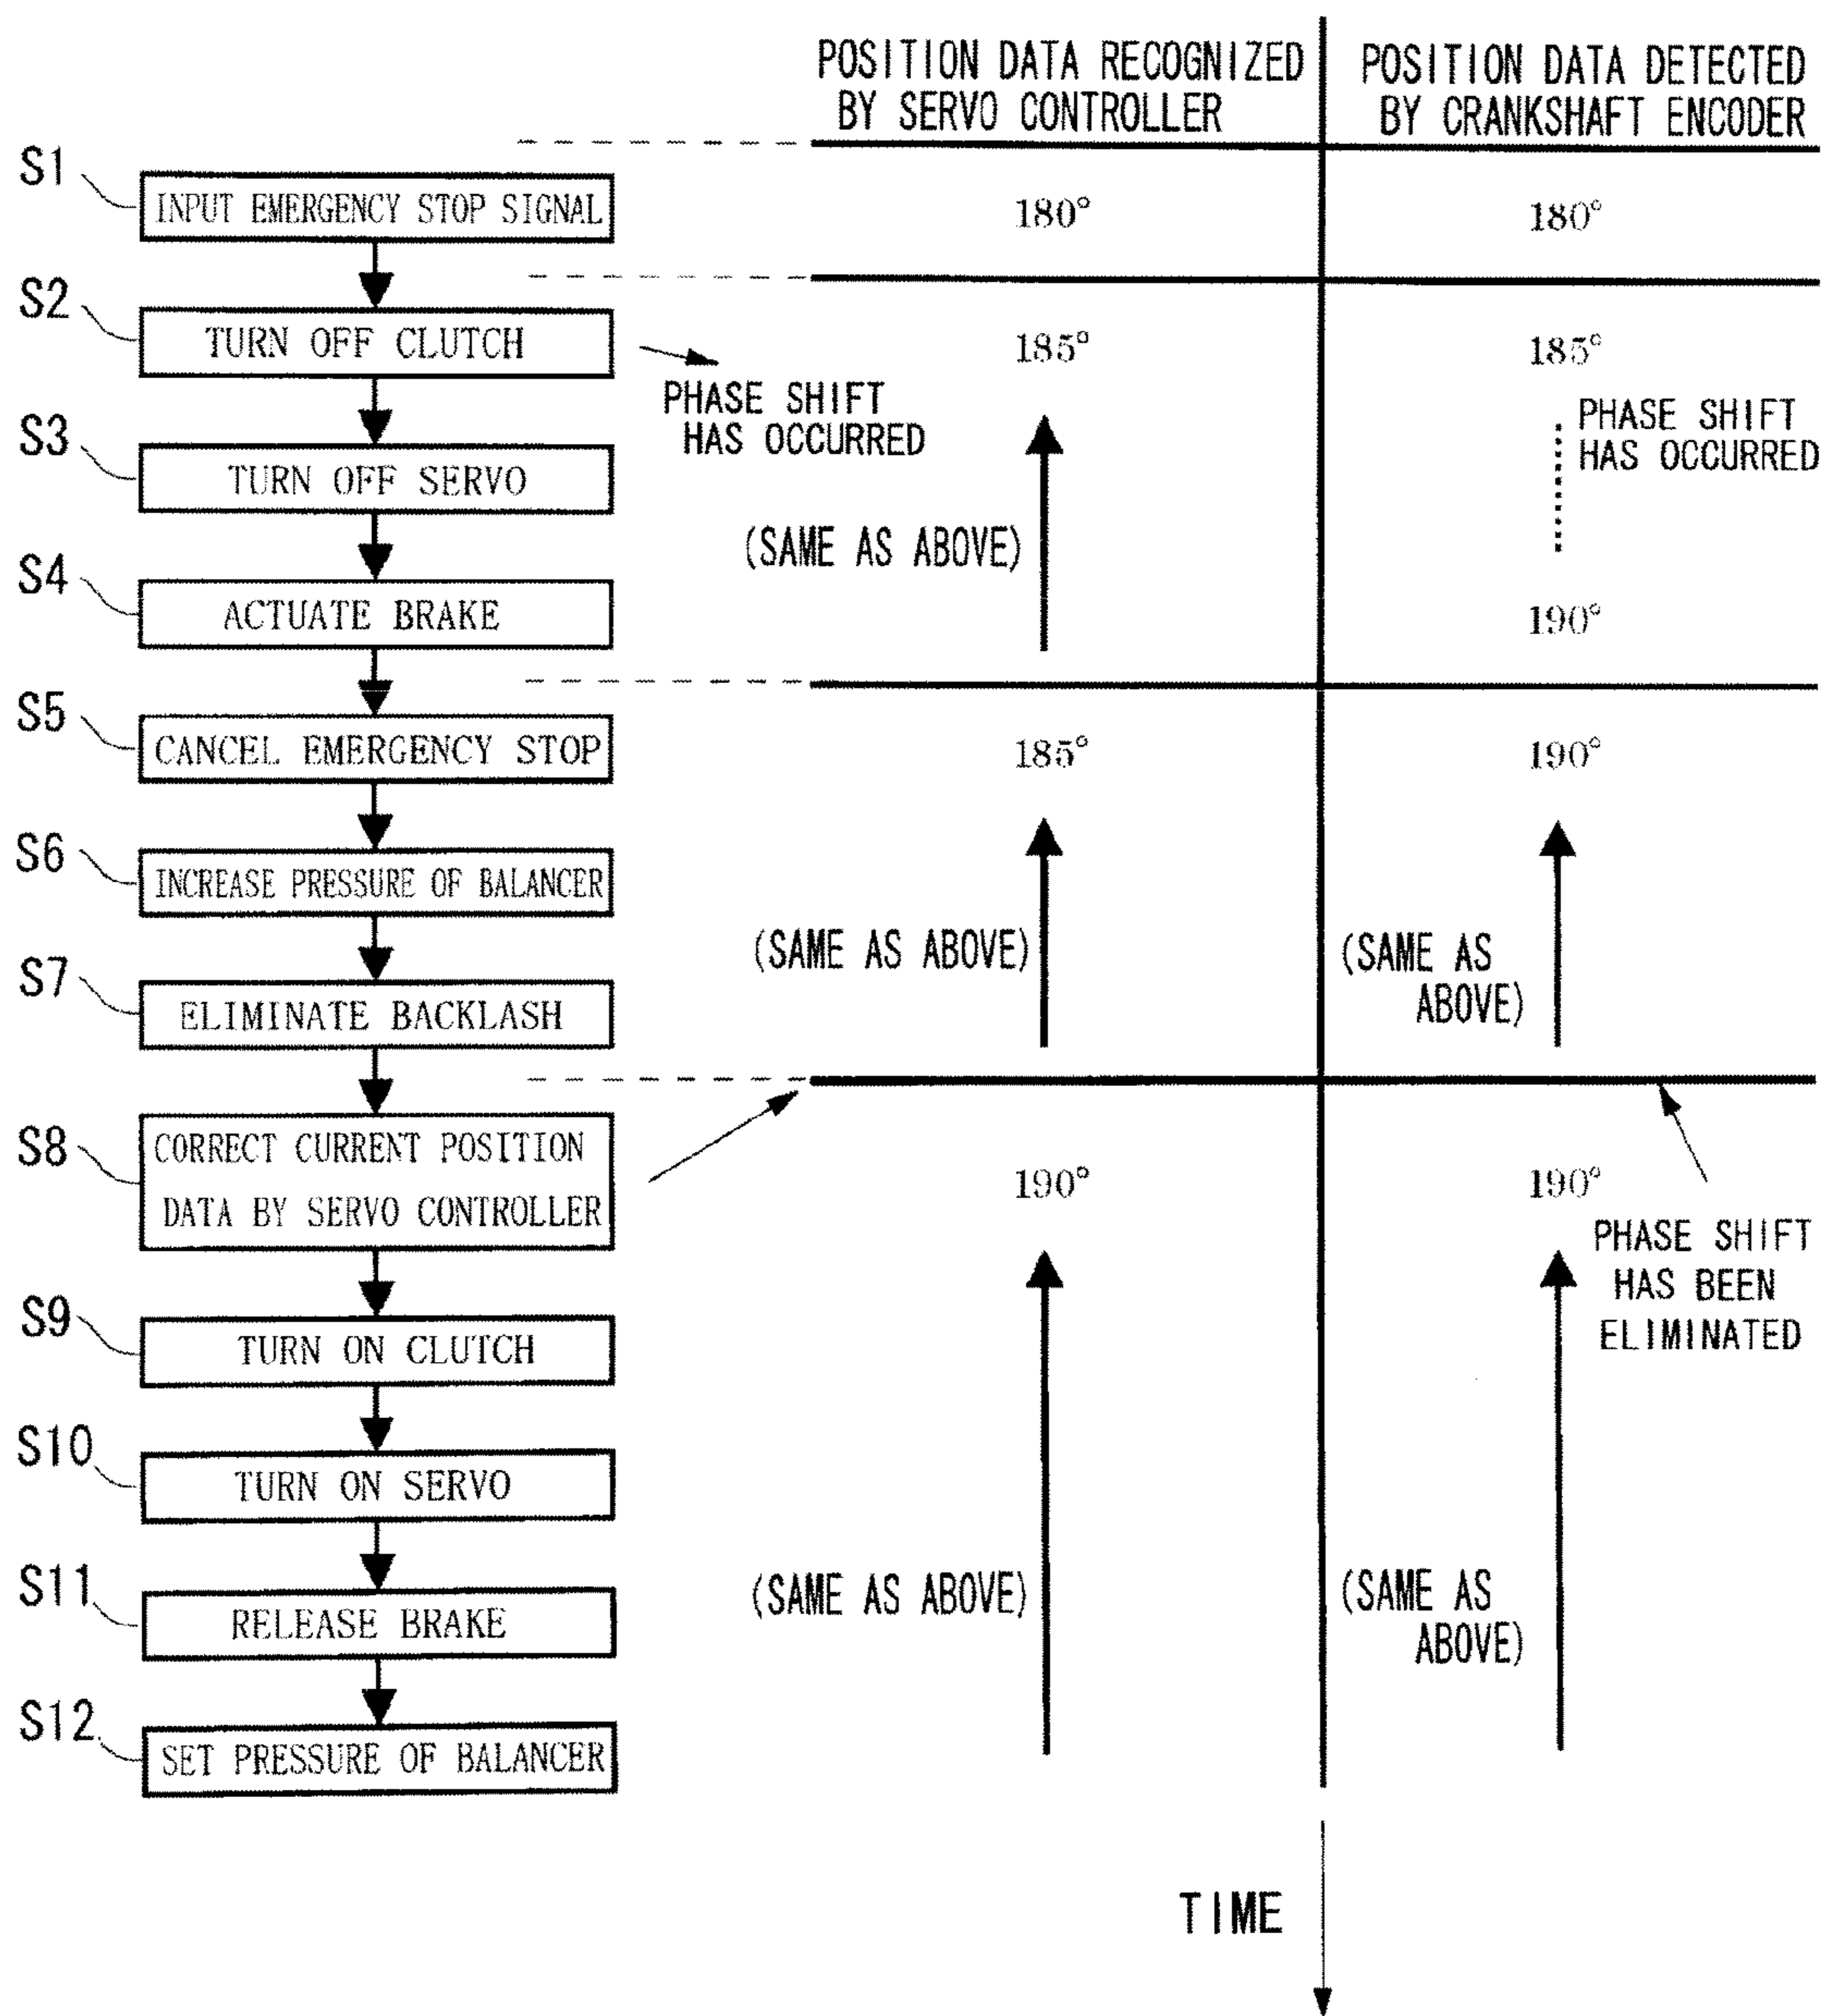 POSITION DATA RECOGNIZED
BY SERVO CONTROLLER
POSITION DATA DETECTED
BY CRANKSHAFT ENCODER
S1
INPUT EMERGENCY STOP SIGNAL
180°
180°
S2
TURN OFF CLUTCH
185°
185°
PHASE SHIFT
HAS OCCURRED
PHASE SHIFT
HAS OCCURRED
S3
TURN OFF SERVO
(SAME AS ABOVE)
S4
ACTUATE BRAKE
190°
S5
CANCEL EMERGENCY STOP
185°
190°
S6
INCREASE PRESSURE OF BALANCER
(SAME AS ABOVE)
(SAME AS
ABOVE)
S7
ELIMINATE BACKLASH
S8
CORRECT CURRENT POSITION
DATA BY SERVO CONTROLLER
190°
190°
PHASE SHIFT
HAS BEEN
ELIMINATED
S9
TURN ON CLUTCH
S10
TURN ON SERVO
S11
RELEASE BRAKE
(SAME AS ABOVE)
(SAME AS
ABOVE)
S12
SET PRESSURE OF BALANCER
TIME